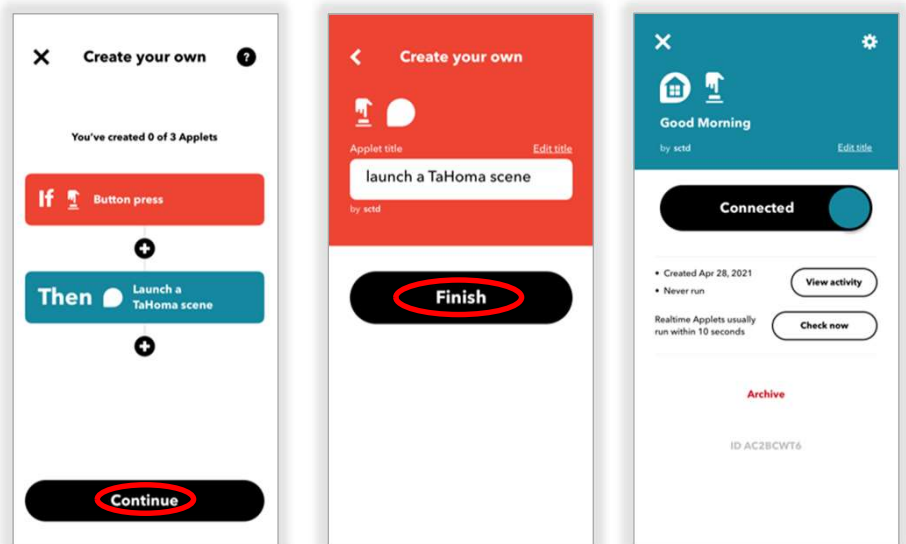 Create your own
?
You've created 0 of 3 Applets
If Button press
Then Launch a
TaHoma scene
Continue
Create your own
Applet title Edit title
launch a TaHoma scene
by sctd
Finish
Good Morning
by sctd Edit title
Connected
• Created Apr 28, 2021
• Never run
View activity
Realtime Applets usually
run within 10 seconds
Check now
Archive
ID AC2BCWT6